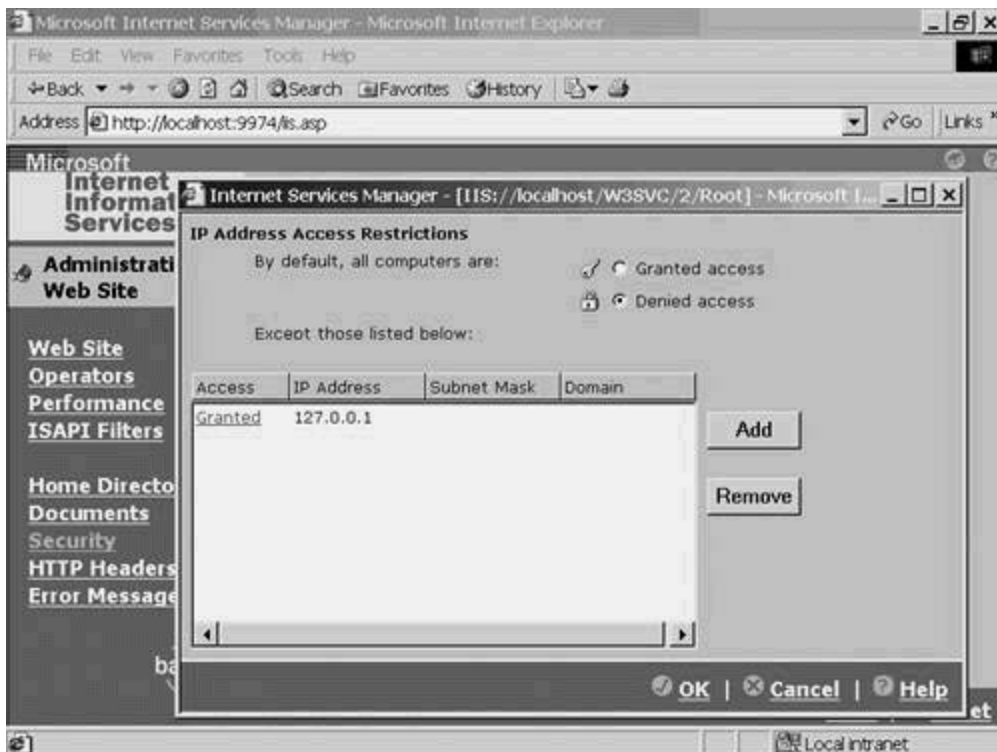 Microsoft Internet Services Manager - Microsoft Internet Explorer
File Edit View Favorites Tools Help
Back Search Favorites History
Address http://localhost:9974/iis.asp Go Links
Microsoft
Internet
Informat
Services
Administrati
Web Site
Web Site
Operators
Performance
ISAPI Filters
Home Directo
Documents
Security
HTTP Headers
Error Message
ba
Internet Services Manager - [IIS://localhost/W3SVC/2/Root] - Microsoft I...
IP Address Access Restrictions
By default, all computers are:
Granted access
Denied access
Except those listed below:
Access IP Address Subnet Mask Domain
Granted 127.0.0.1
Add
Remove
OK | Cancel | Help
et
Local intranet